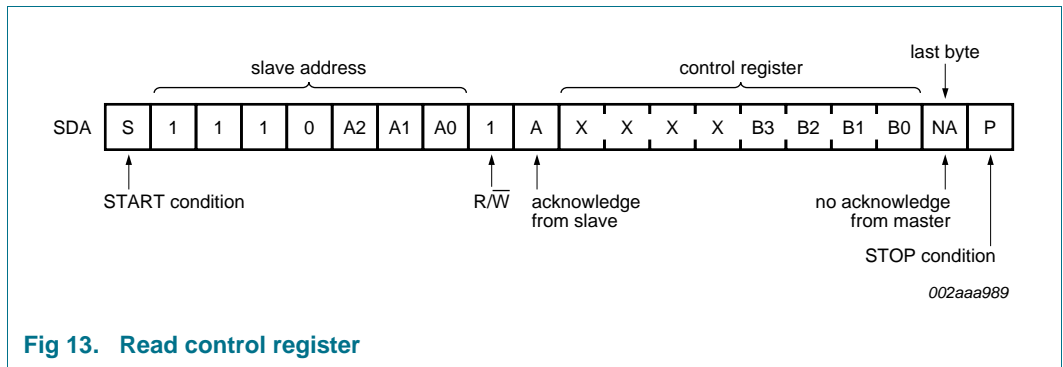 last byte
slave address control register
SDA S 1 1 1 0 A2 A1 A0 1 A X X X X B3 B2 B1 B0 NA P
START condition R/W̅ acknowledge from slave no acknowledge from master
STOP condition
002aaa989
Fig 13. Read control register